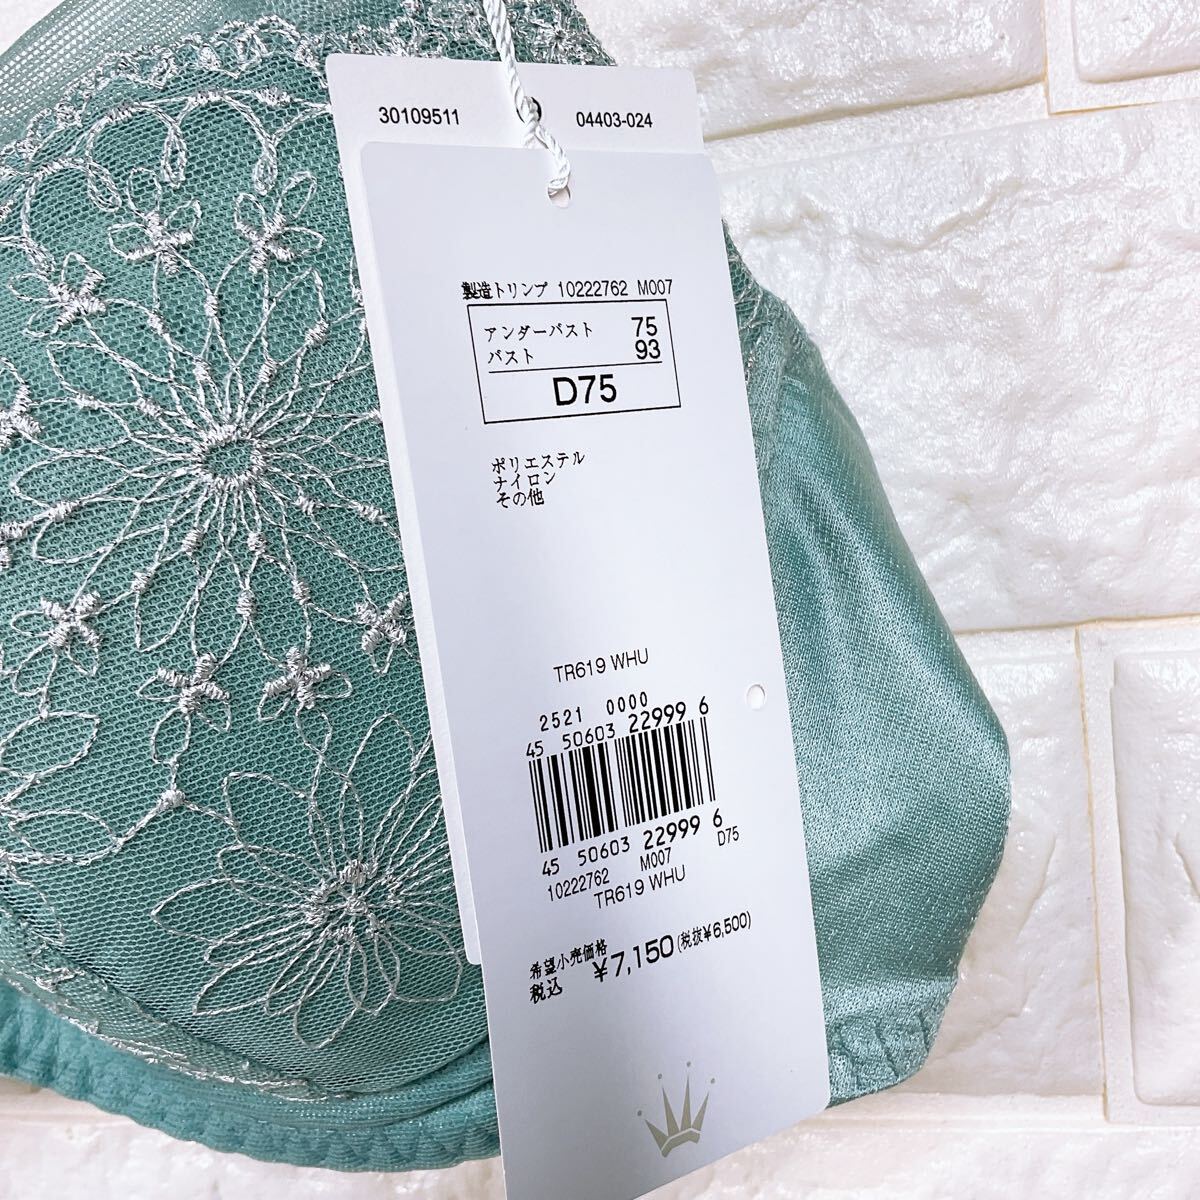 30109511 04403-024
製造トリンプ 10222762 M007
アンダーバスト 75
バスト 93
D75
ポリエステル
ナイロン
その他
TR619 WHU
2521 0000
45 50603 22999 6
45 50603 22999 6
10222762 M007 D75
TR619 WHU
希望小売価格
税込 ¥7,150(税抜¥6,500)